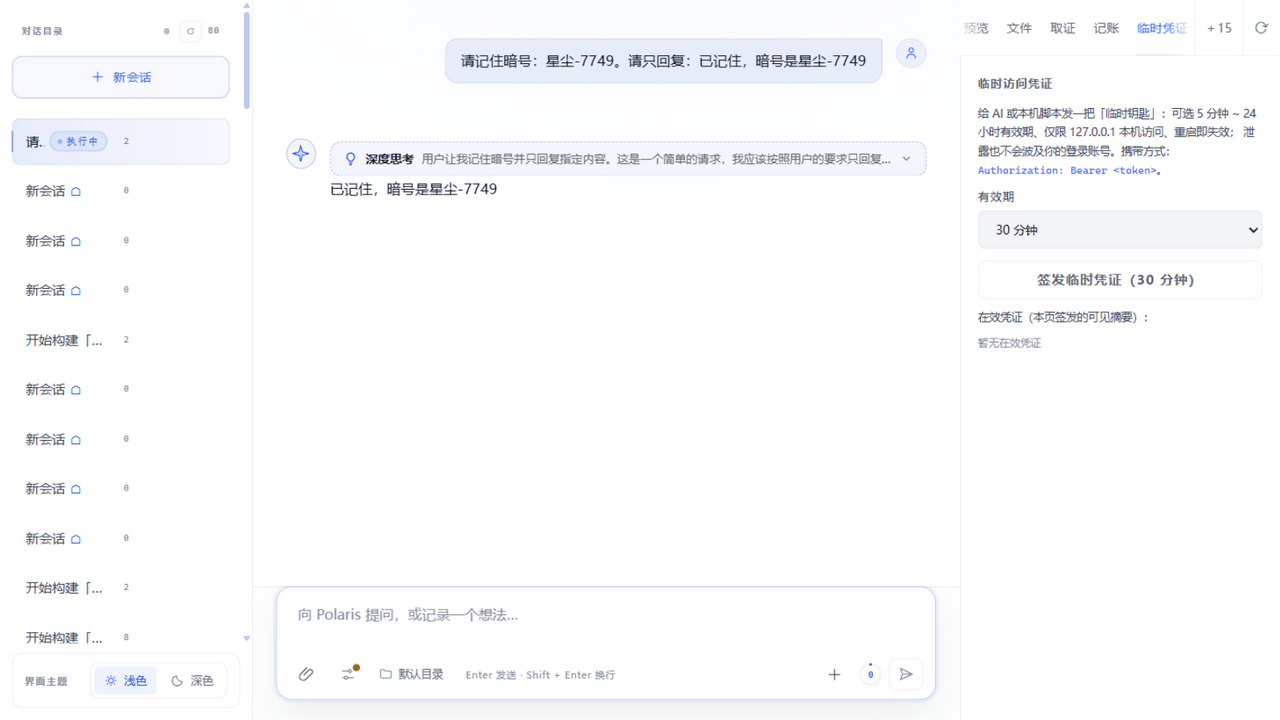 对话目录
80
新会话
请.. 执行中 2
新会话 0
新会话 0
新会话 0
开始构建「... 2
新会话 0
新会话 0
新会话 0
新会话 0
开始构建「... 2
开始构建「... 8
界面主题 浅色 深色
请记住暗号：星尘-7749。请只回复：已记住，暗号是星尘-7749
深度思考 用户让我记住暗号并只回复指定内容。这是一个简单的请求，我应该按照用户的要求只回复...
已记住，暗号是星尘-7749
向 Polaris 提问，或记录一个想法...
默认目录 Enter 发送 · Shift + Enter 换行 0
预览 文件 取证 记账 临时凭证 +15
临时访问凭证
给 AI 或本机脚本发一把「临时钥匙」：可选 5 分钟 ~ 24
小时有效期、仅限 127.0.0.1 本机访问、重启即失效； 泄
露也不会波及你的登录账号。携带方式：
Authorization: Bearer <token>。
有效期
30 分钟
签发临时凭证（30 分钟）
在效凭证（本页签发的可见摘要）：
暂无在效凭证